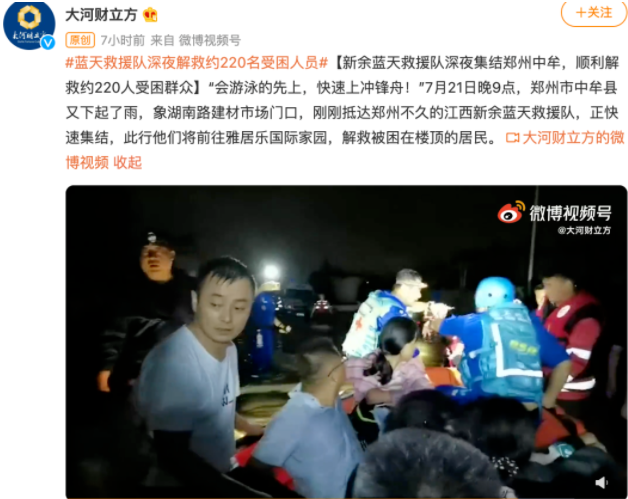 大河财立方
+关注
原创 7小时前 来自 微博视频号
#蓝天救援队深夜解救约220名受困人员#【新余蓝天救援队深夜集结郑州中牟，顺利解
救约220人受困群众】“会游泳的先上，快速上冲锋舟！”7月21日晚9点，郑州市中牟县
又下起了雨，象湖南路建材市场门口，刚刚抵达郑州不久的江西新余蓝天救援队，正快
速集结，此行他们将前往雅居乐国际家园，解救被困在楼顶的居民。 大河财立方的微
博视频 收起
微博视频号
@大河财立方